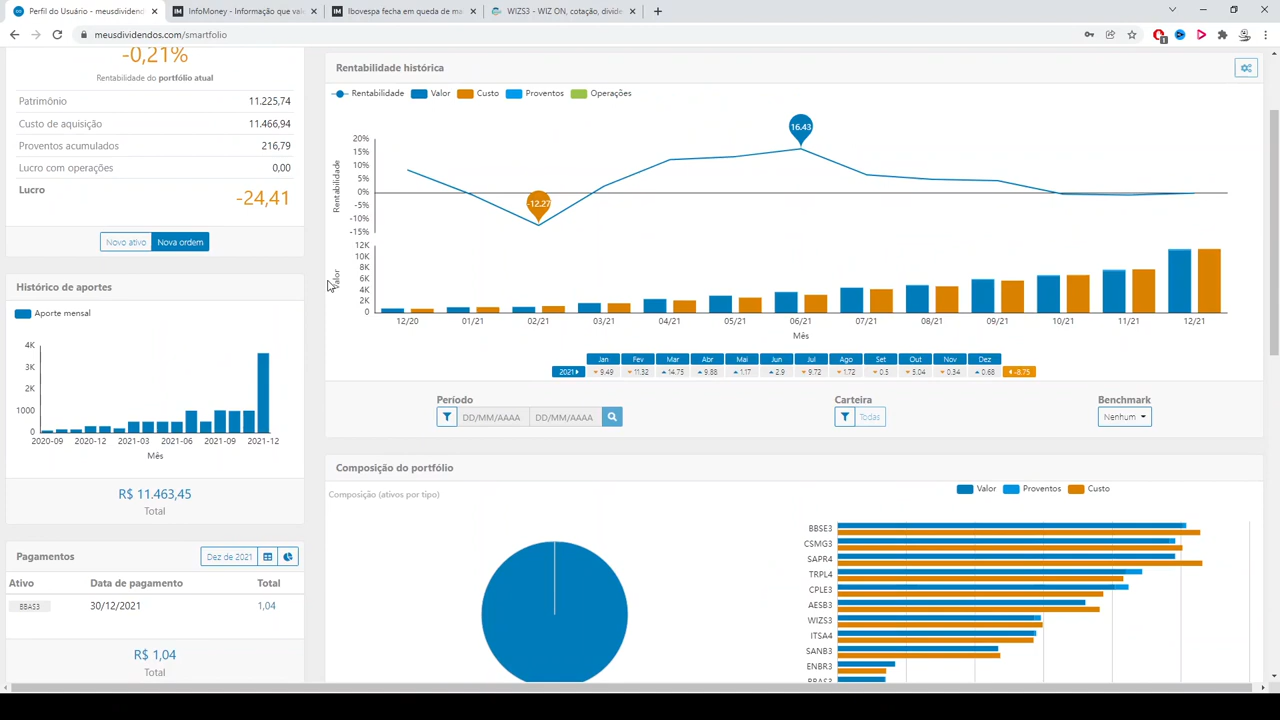 Perfil do Usuário - meusdividend
InfoMoney - Informação que val
Ibovespa fecha em queda de ma
WIZS3 - WIZ ON, cotação, divide
meusdividendos.com/smartfolio
1
-0,21%
Rentabilidade do portfólio atual
Patrimônio 11.225,74
Custo de aquisição 11.466,94
Proventos acumulados 216,79
Lucro com operações 0,00
Lucro
-24,41
Novo ativo Nova ordem
Histórico de aportes
Aporte mensal
4K
3K
2K
1000
0
2020-09 2020-12 2021-03 2021-06 2021-09 2021-12
Mês
R$ 11.463,45
Total
Pagamentos Dez de 2021
Ativo Data de pagamento Total
BBAS3 30/12/2021 1,04
R$ 1,04
Total
Rentabilidade histórica
Rentabilidade Valor Custo Proventos Operações
16.43
-12.27
Rentabilidade
20%
15%
10%
5%
0%
-5%
-10%
-15%
Valor
12K
10K
8K
6K
4K
2K
0
12/20 01/21 02/21 03/21 04/21 05/21 06/21 07/21 08/21 09/21 10/21 11/21 12/21
Mês
Jan Fev Mar Abr Mai Jun Jul Ago Set Out Nov Dez
2021 9.49 11.32 14.75 9.88 1.17 2.9 9.72 1.72 0.5 5.04 0.34 0.68 -8.75
Período Carteira Benchmark
DD/MM/AAAA DD/MM/AAAA Todas Nenhum
Composição do portfólio
Composição (ativos por tipo)
Valor Proventos Custo
BBSE3
CSMG3
SAPR4
TRPL4
CPLE3
AESB3
WIZS3
ITSA4
SANB3
ENBR3
BBAS3